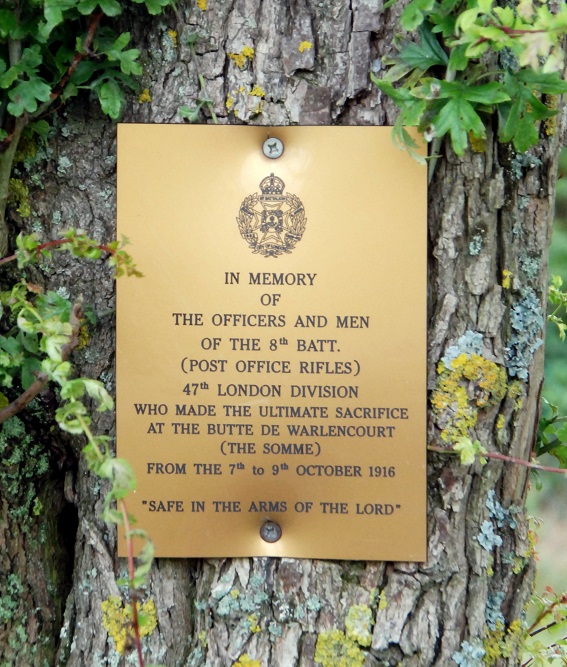 IN MEMORY
OF
THE OFFICERS AND MEN
OF THE 8th BATT.
(POST OFFICE RIFLES)
47th LONDON DIVISION
WHO MADE THE ULTIMATE SACRIFICE
AT THE BUTTE DE WARLENCOURT
(THE SOMME)
FROM THE 7th to 9th OCTOBER 1916
"SAFE IN THE ARMS OF THE LORD"